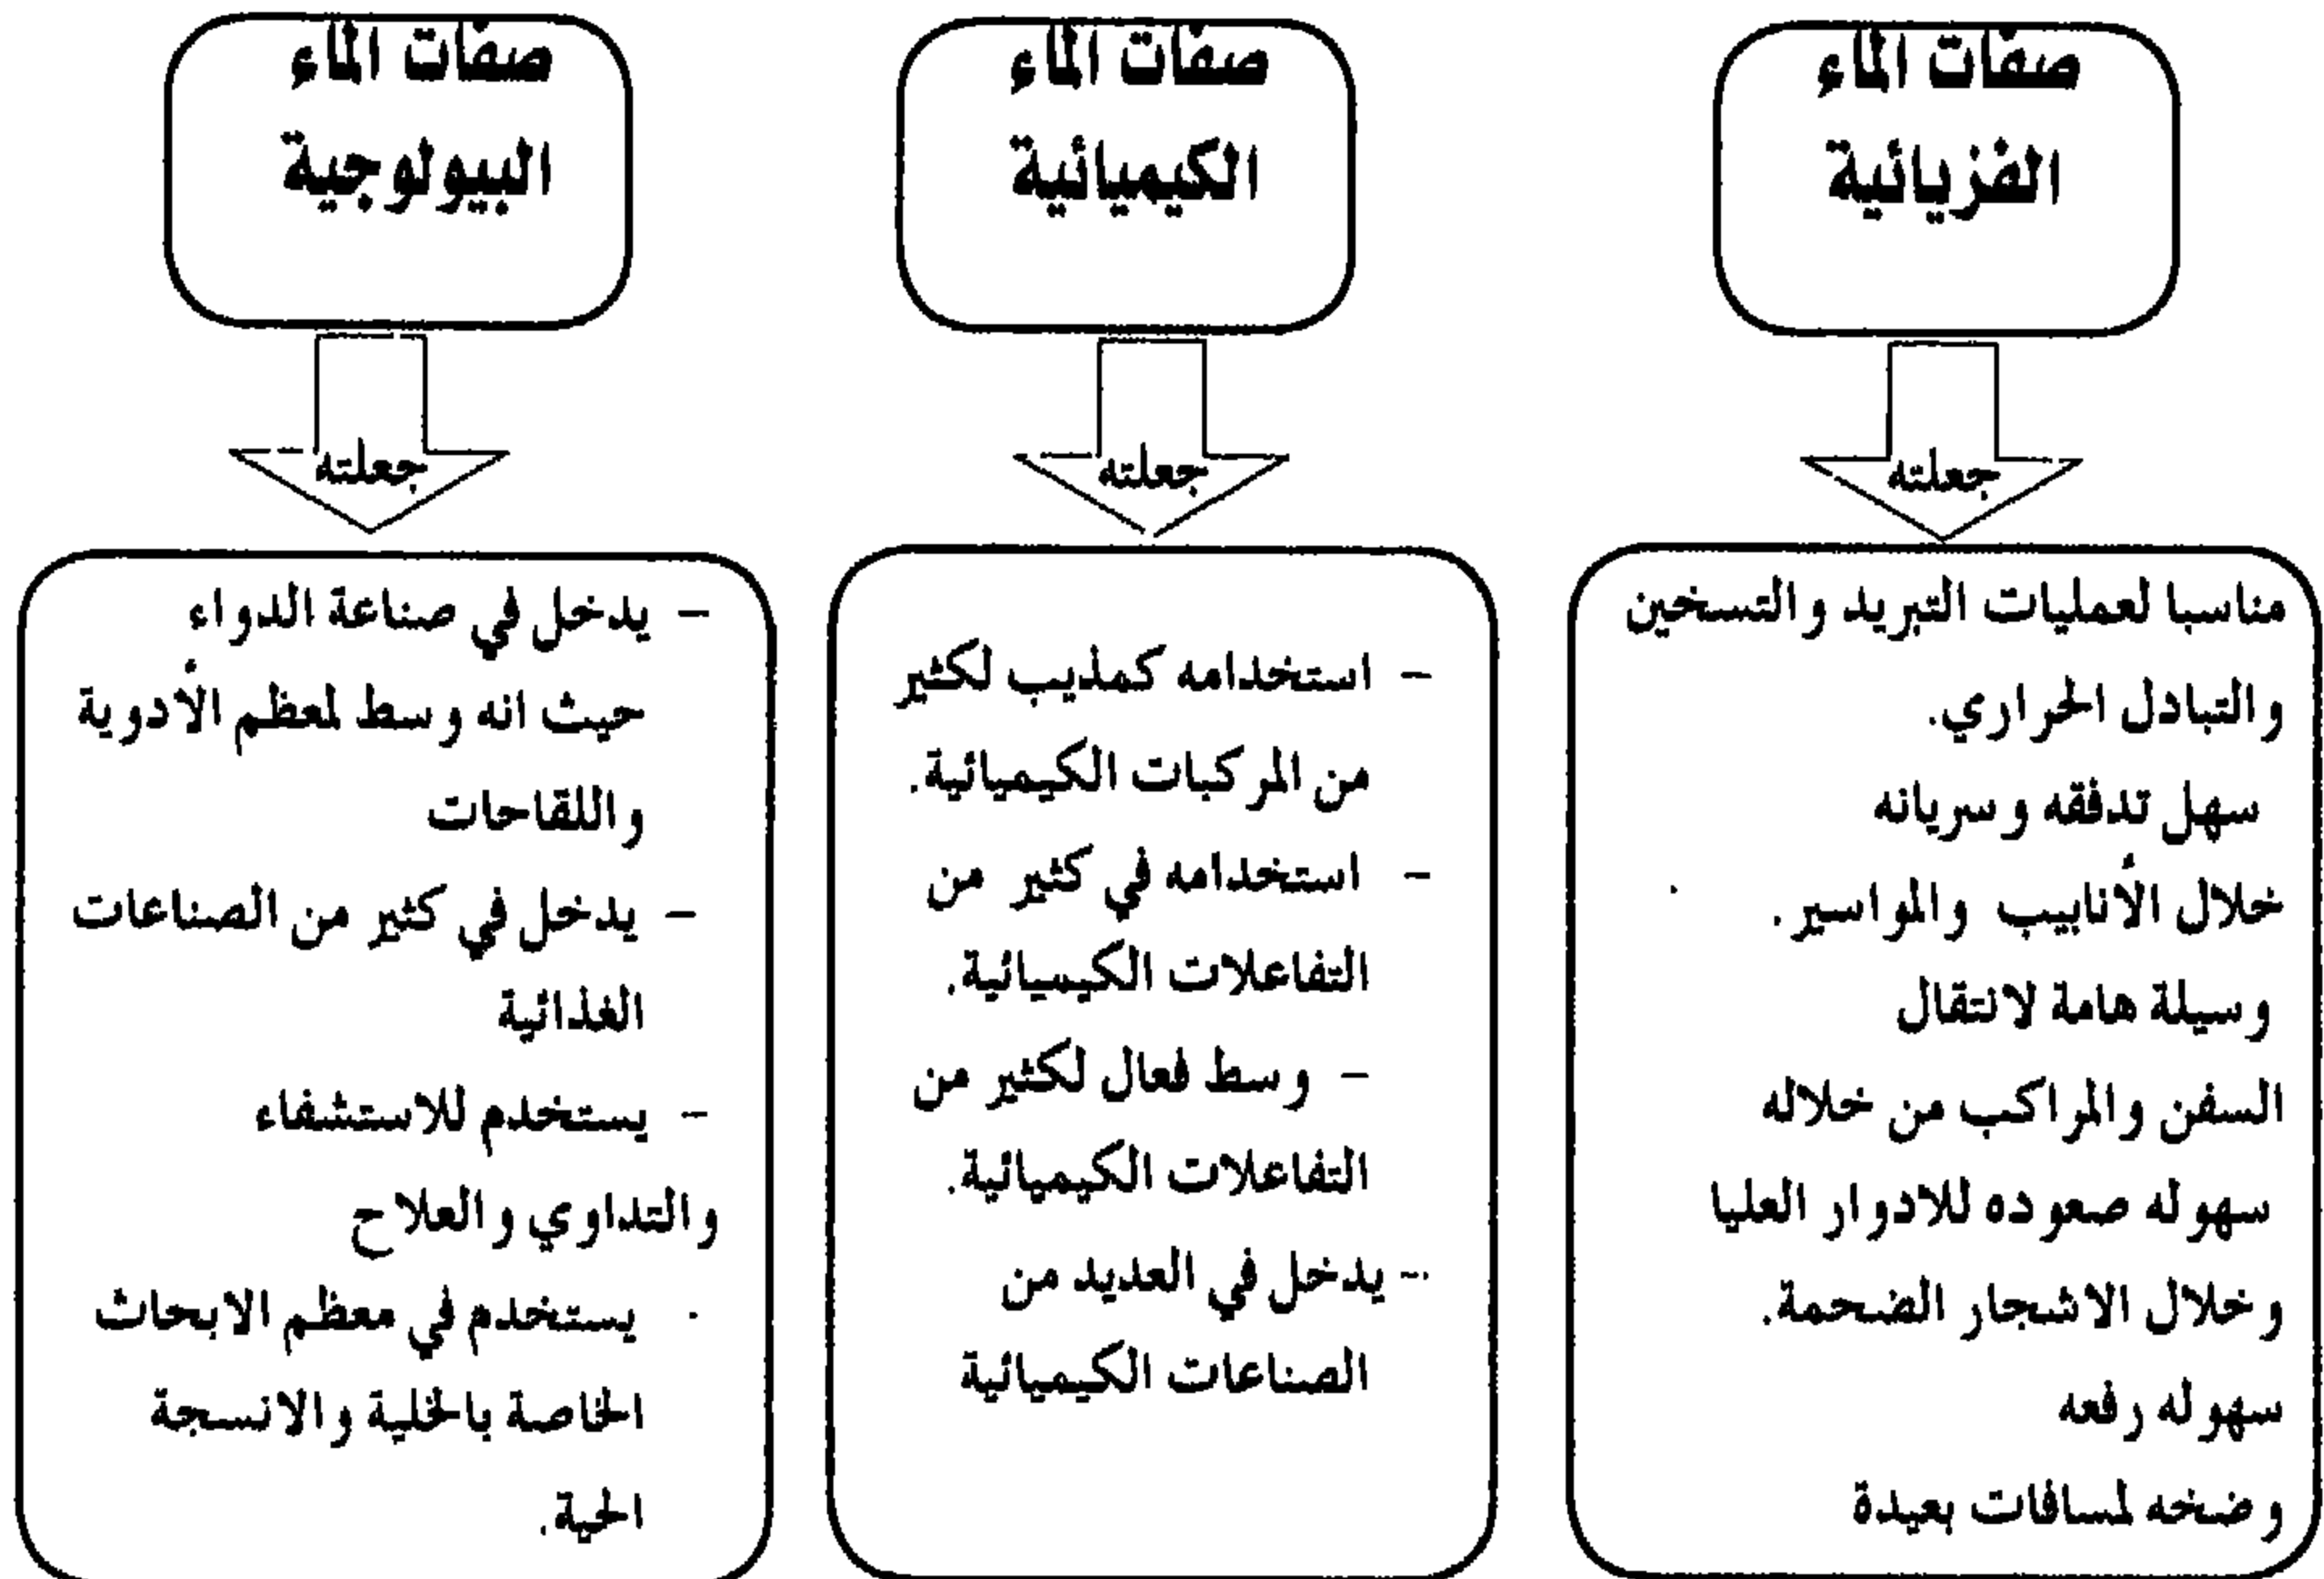 صفات الماء
الفزيائية
جعلته
مناسبا لعمليات التبريد والتسخين
والتبادل الحراري.
سهل تدفقه وسريانه
خلال الأنابيب والمواسير.
وسيلة هامة لانتقال
السفن والمراكب من خلاله
سهوله صعوده للادوار العليا
وخلال الاشجار الضخمة.
سهوله رفعه
وضخه لمسافات بعيدة
صفات الماء
الكيميائية
جعلته
- استخدامه كمذيب لكثير
من المركبات الكيميائية.
- استخدامه في كثير من
التفاعلات الكيميائية.
- وسط فعال لكثير من
التفاعلات الكيميائية.
- يدخل في العديد من
الصناعات الكيميائية
صفات الماء
البيولوجية
جعلته
- يدخل في صناعة الدواء
حيث انه وسط لمعظم الأدوية
واللقاحات
- يدخل في كثير من الصناعات
الغذائية
- يستخدم للاستشفاء
والتداوي والعلاح
. يستخدم في معظم الابحاث
الخاصة بالخلية والانسجة
الحية.